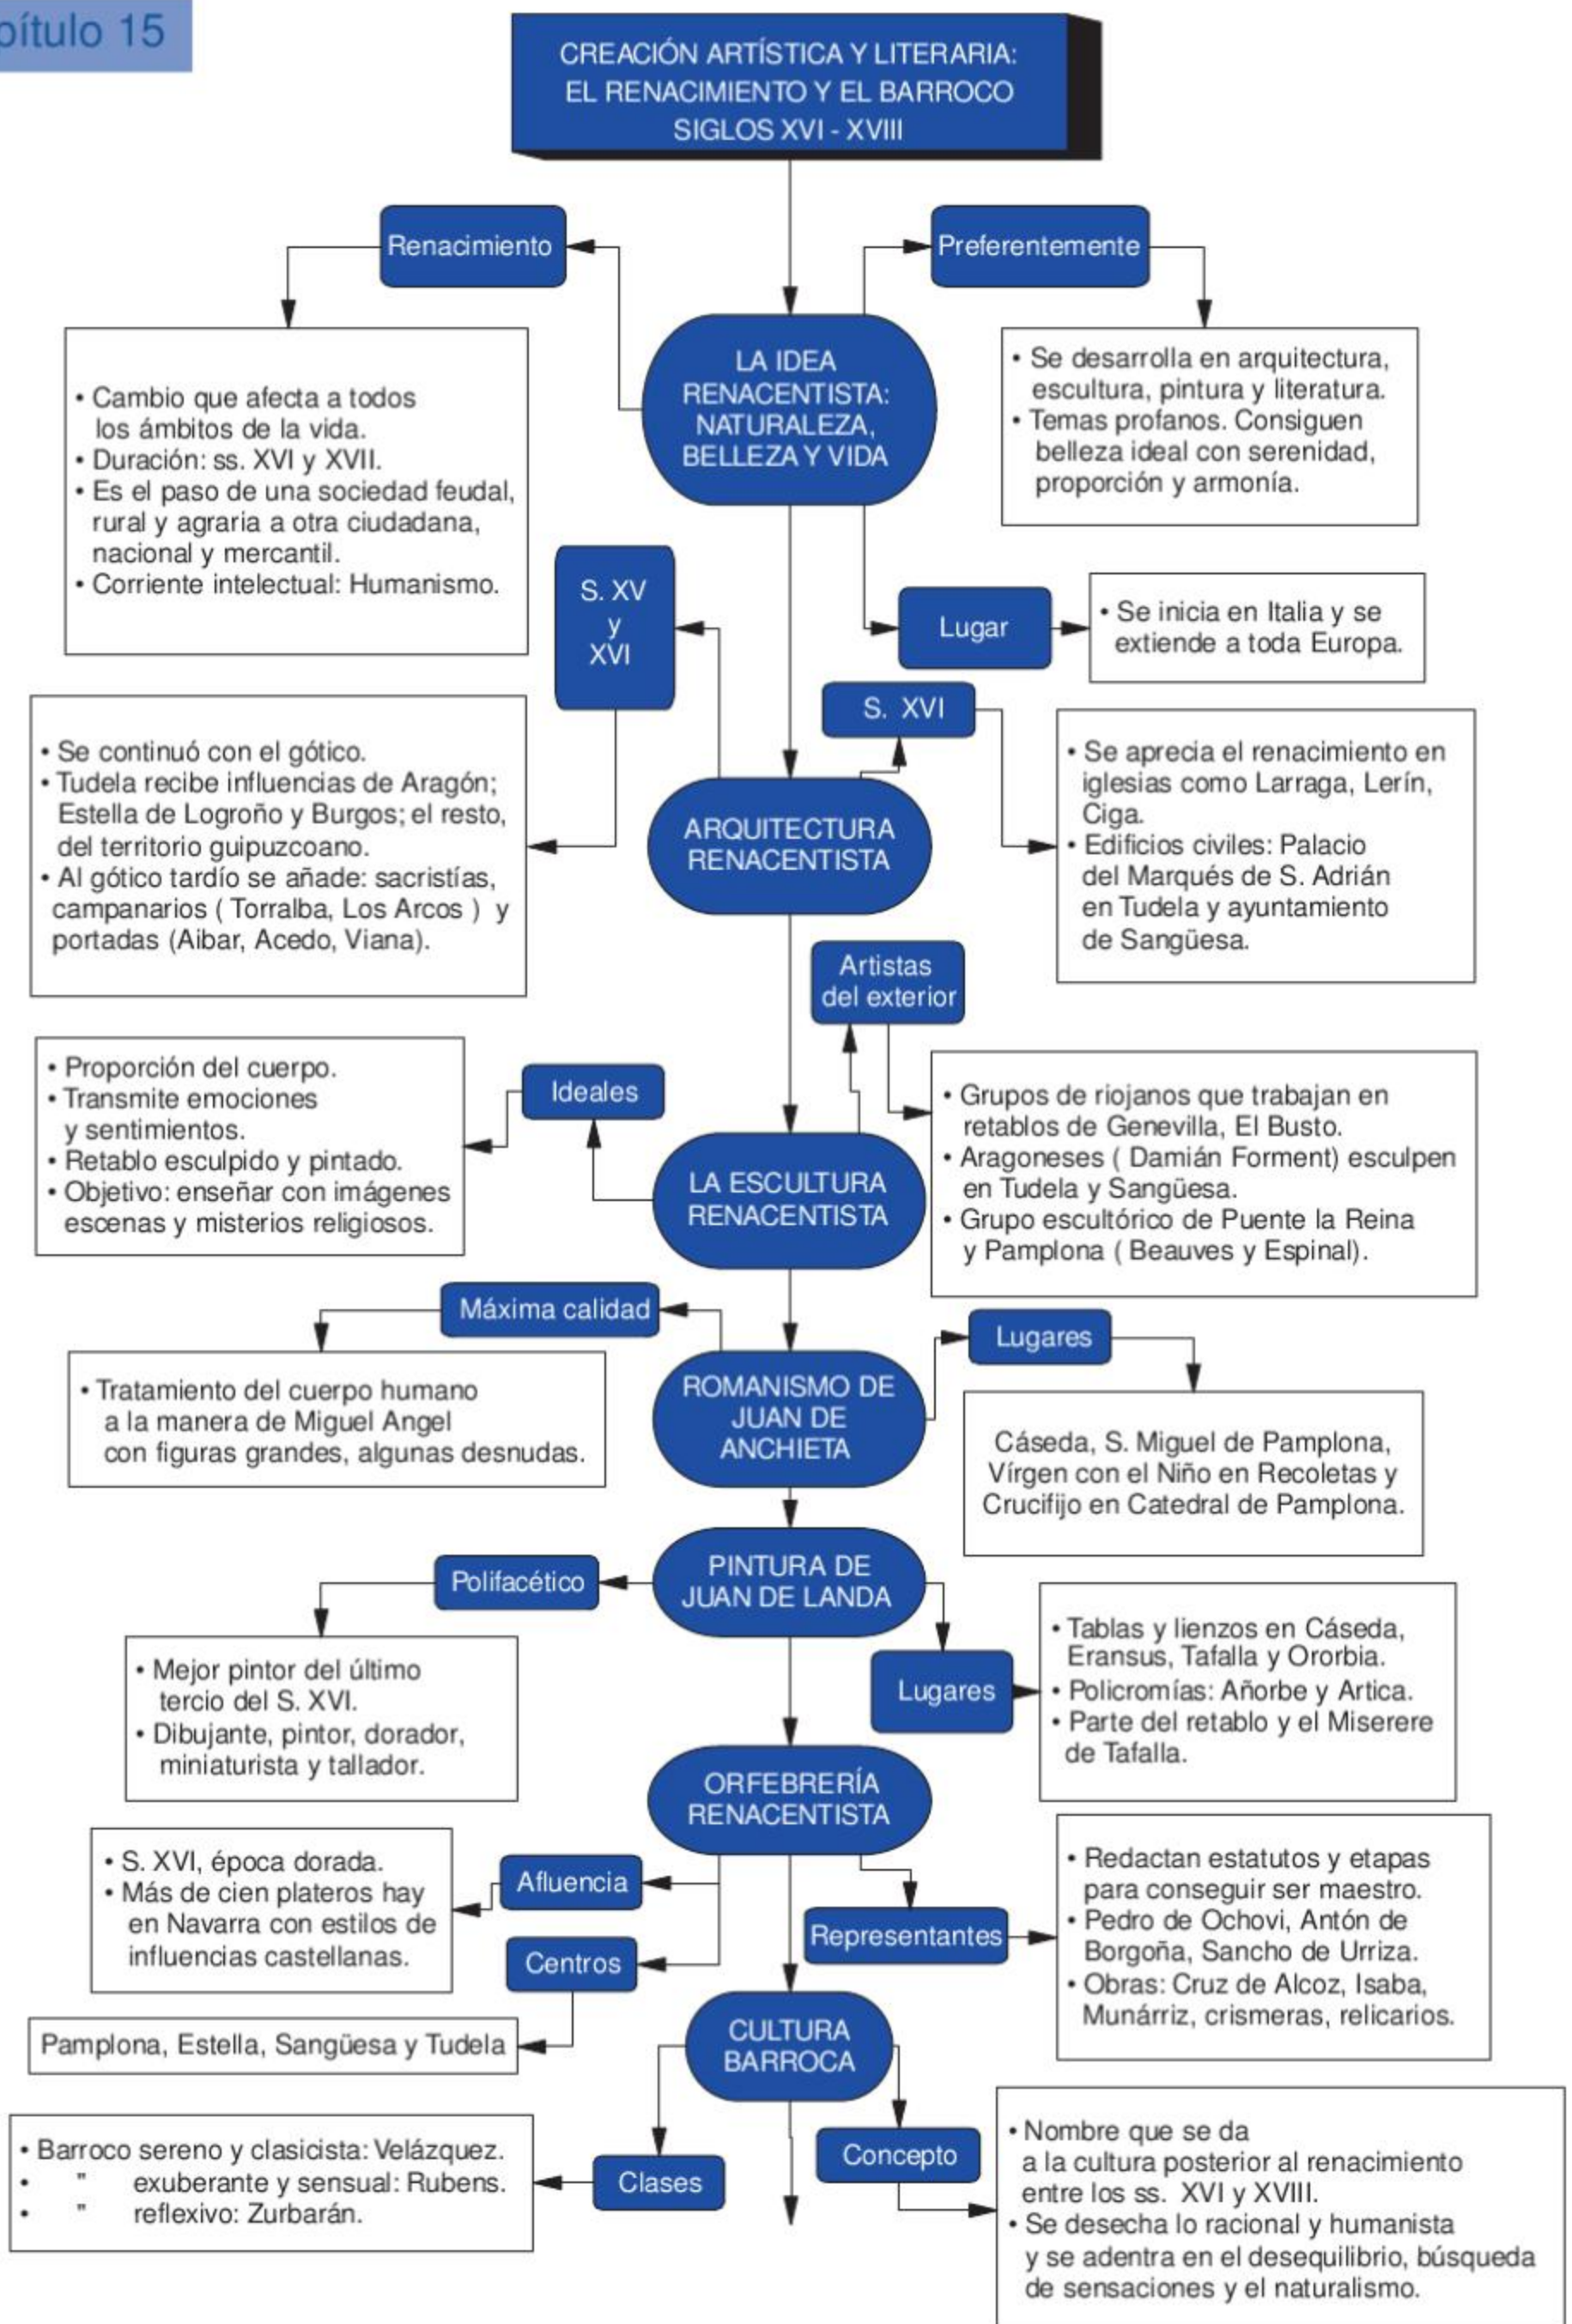 pítulo 15
CREACIÓN ARTÍSTICA Y LITERARIA:
EL RENACIMIENTO Y EL BARROCO
SIGLOS XVI - XVIII
Renacimiento
Preferentemente
LA IDEA
RENACENTISTA:
NATURALEZA,
BELLEZA Y VIDA
• Cambio que afecta a todos
los ámbitos de la vida.
• Duración: ss. XVI y XVII.
• Es el paso de una sociedad feudal,
rural y agraria a otra ciudadana,
nacional y mercantil.
• Corriente intelectual: Humanismo.
• Se desarrolla en arquitectura,
escultura, pintura y literatura.
• Temas profanos. Consiguen
belleza ideal con serenidad,
proporción y armonía.
S. XV
y
XVI
Lugar
• Se inicia en Italia y se
extiende a toda Europa.
S. XVI
• Se continuó con el gótico.
• Tudela recibe influencias de Aragón;
Estella de Logroño y Burgos; el resto,
del territorio guipuzcoano.
• Al gótico tardío se añade: sacristías,
campanarios ( Torralba, Los Arcos ) y
portadas (Aibar, Acedo, Viana).
ARQUITECTURA
RENACENTISTA
• Se aprecia el renacimiento en
iglesias como Larraga, Lerín,
Ciga.
• Edificios civiles: Palacio
del Marqués de S. Adrián
en Tudela y ayuntamiento
de Sangüesa.
Artistas
del exterior
• Proporción del cuerpo.
• Transmite emociones
y sentimientos.
• Retablo esculpido y pintado.
• Objetivo: enseñar con imágenes
escenas y misterios religiosos.
Ideales
LA ESCULTURA
RENACENTISTA
• Grupos de riojanos que trabajan en
retablos de Genevilla, El Busto.
• Aragoneses ( Damián Forment) esculpen
en Tudela y Sangüesa.
• Grupo escultórico de Puente la Reina
y Pamplona ( Beauves y Espinal).
Máxima calidad
Lugares
• Tratamiento del cuerpo humano
a la manera de Miguel Angel
con figuras grandes, algunas desnudas.
ROMANISMO DE
JUAN DE
ANCHIETA
Cáseda, S. Miguel de Pamplona,
Vírgen con el Niño en Recoletas y
Crucifijo en Catedral de Pamplona.
Polifacético
PINTURA DE
JUAN DE LANDA
• Mejor pintor del último
tercio del S. XVI.
• Dibujante, pintor, dorador,
miniaturista y tallador.
Lugares
• Tablas y lienzos en Cáseda,
Eransus, Tafalla y Ororbia.
• Policromías: Añorbe y Artica.
• Parte del retablo y el Miserere
de Tafalla.
ORFEBRERÍA
RENACENTISTA
• S. XVI, época dorada.
• Más de cien plateros hay
en Navarra con estilos de
influencias castellanas.
Afluencia
Representantes
• Redactan estatutos y etapas
para conseguir ser maestro.
• Pedro de Ochovi, Antón de
Borgoña, Sancho de Urriza.
• Obras: Cruz de Alcoz, Isaba,
Munárriz, crismeras, relicarios.
Centros
Pamplona, Estella, Sangüesa y Tudela
CULTURA
BARROCA
• Barroco sereno y clasicista: Velázquez.
• " exuberante y sensual: Rubens.
• " reflexivo: Zurbarán.
Clases
Concepto
• Nombre que se da
a la cultura posterior al renacimiento
entre los ss. XVI y XVIII.
• Se desecha lo racional y humanista
y se adentra en el desequilibrio, búsqueda
de sensaciones y el naturalismo.